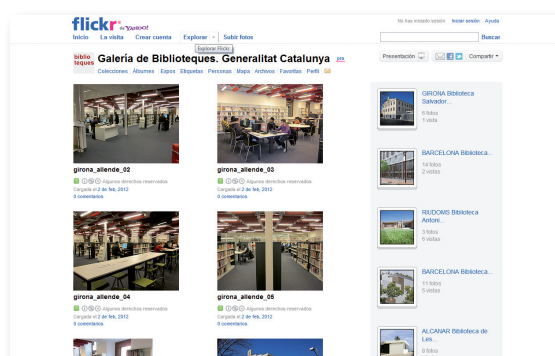 flickr de YAHOO!
No has iniciado sesión Iniciar sesión Ayuda
Inicio La visita Crear cuenta Explorar Subir fotos
Buscar
Explorar Flickr
biblio
teques
Galería de Biblioteques. Generalitat Catalunya pro
Presentación Compartir
Colecciones Álbumes Expos Etiquetas Personas Mapa Archivos Favoritas Perfil
girona_allende_02
Algunos derechos reservados
Cargada el 2 de feb, 2012
0 comentarios
girona_allende_03
Algunos derechos reservados
Cargada el 2 de feb, 2012
0 comentarios
girona_allende_04
Algunos derechos reservados
Cargada el 2 de feb, 2012
0 comentarios
girona_allende_05
Algunos derechos reservados
Cargada el 2 de feb, 2012
0 comentarios
GIRONA Biblioteca
Salvador...
6 fotos
1 vista
BARCELONA Biblioteca...
14 fotos
2 vistas
RIUDOMS Biblioteca
Antoni...
3 fotos
6 vistas
BARCELONA Biblioteca...
11 fotos
5 vistas
ALCANAR Biblioteca de
Les...
6 fotos